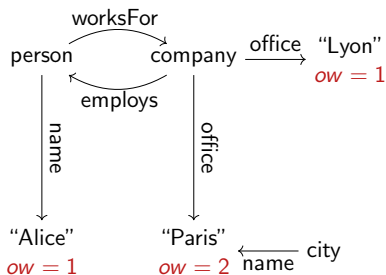 worksFor
person
company
office
“Lyon”
ow = 1
employs
name
office
“Alice”
ow = 1
“Paris”
ow = 2
name
city